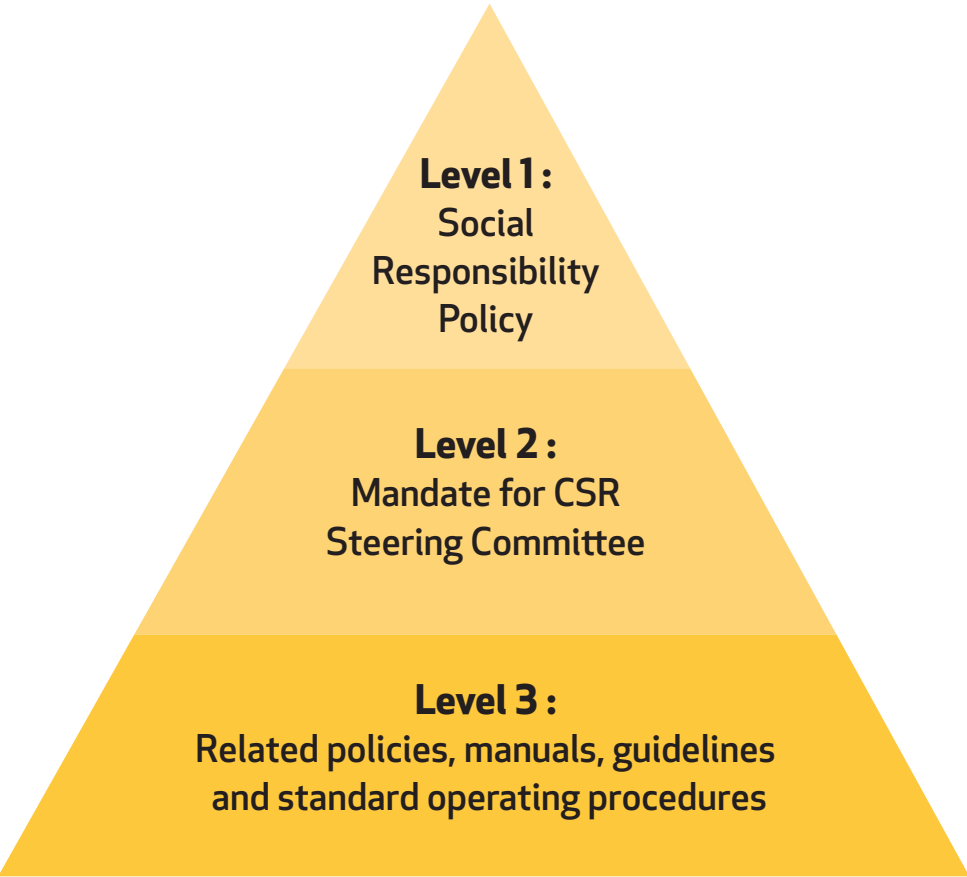 Level 1 :
Social
Responsibility
Policy
Level 2 :
Mandate for CSR
Steering Committee
Level 3 :
Related policies, manuals, guidelines
and standard operating procedures